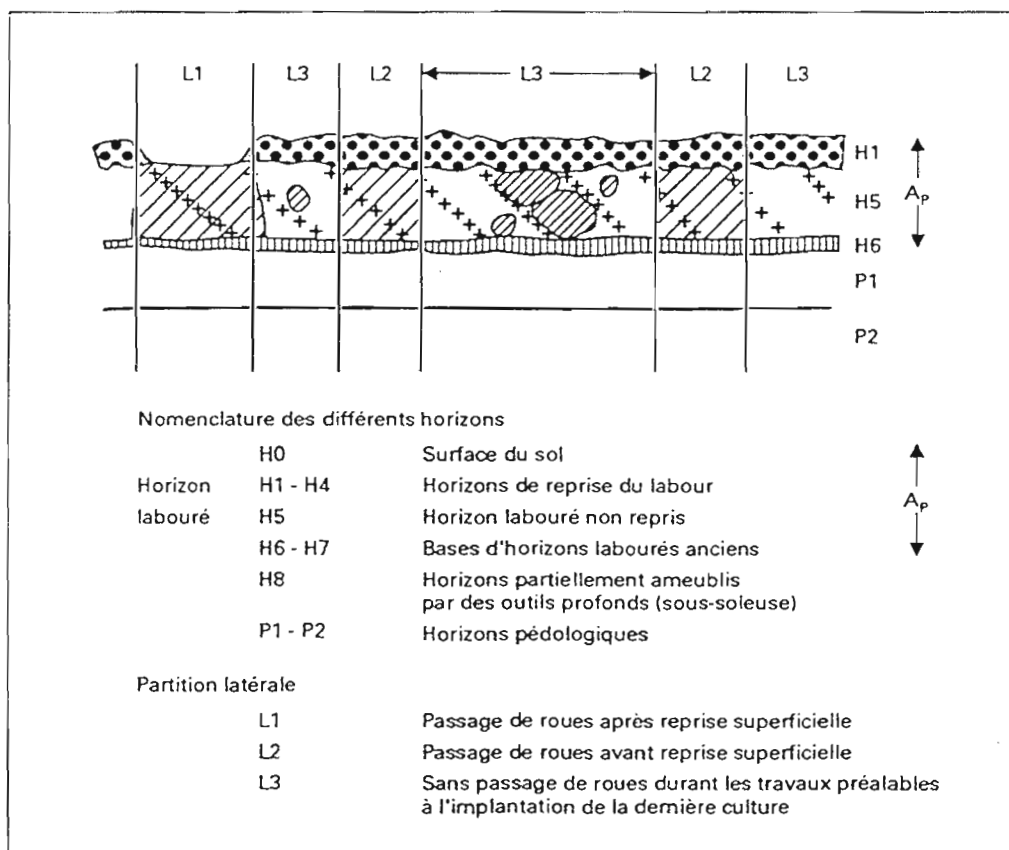 L1 L3 L2 L3 L2 L3
H1
H5
A_P
H6
P1
P2
Nomenclature des différents horizons
H0 Surface du sol
Horizon H1 - H4 Horizons de reprise du labour
labouré H5 Horizon labouré non repris
A_P
H6 - H7 Bases d'horizons labourés anciens
H8 Horizons partiellement ameublis
par des outils profonds (sous-soleuse)
P1 - P2 Horizons pédologiques
Partition latérale
L1 Passage de roues après reprise superficielle
L2 Passage de roues avant reprise superficielle
L3 Sans passage de roues durant les travaux préalables
à l'implantation de la dernière culture